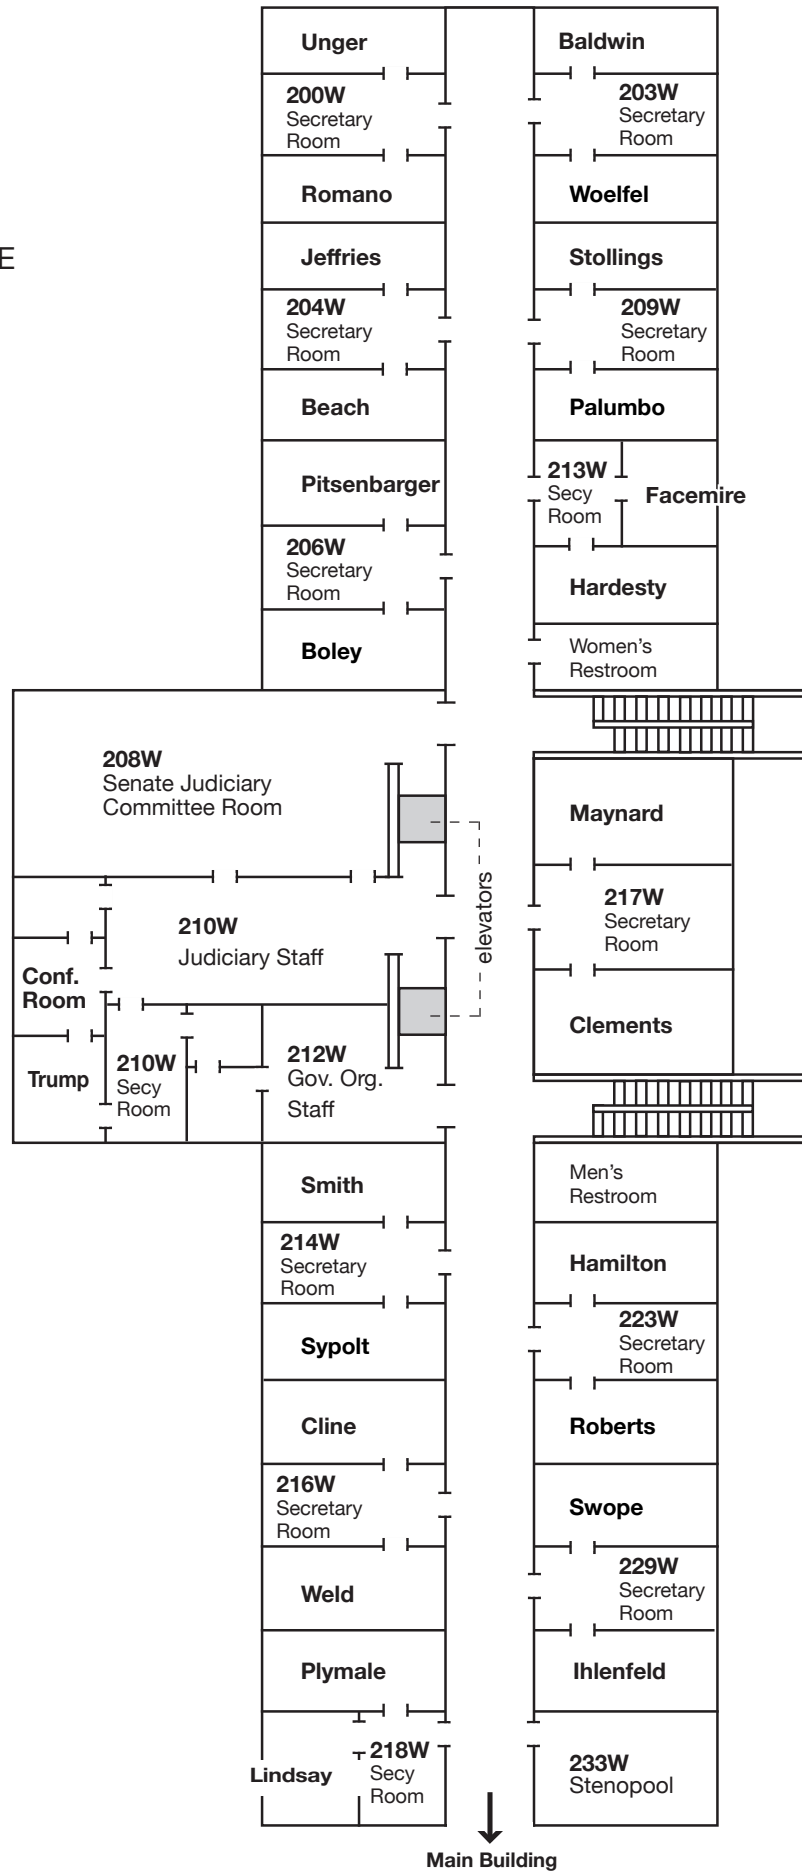 Unger
Baldwin
200W
Secretary
Room
203W
Secretary
Room
Romano
Woelfel
E
Jeffries
Stollings
204W
Secretary
Room
209W
Secretary
Room
Beach
Palumbo
Pitsenbarger
213W
Secy
Room
Facemire
206W
Secretary
Room
Hardesty
Boley
Women's
Restroom
208W
Senate Judiciary
Committee Room
Maynard
elevators
217W
Secretary
Room
210W
Judiciary Staff
Conf.
Room
Clements
Trump
210W
Secy
Room
212W
Gov. Org.
Staff
Smith
Men's
Restroom
214W
Secretary
Room
Hamilton
223W
Secretary
Room
Sypolt
Cline
Roberts
216W
Secretary
Room
Swope
229W
Secretary
Room
Weld
Plymale
Ihlenfeld
Lindsay
218W
Secy
Room
233W
Stenopool
Main Building